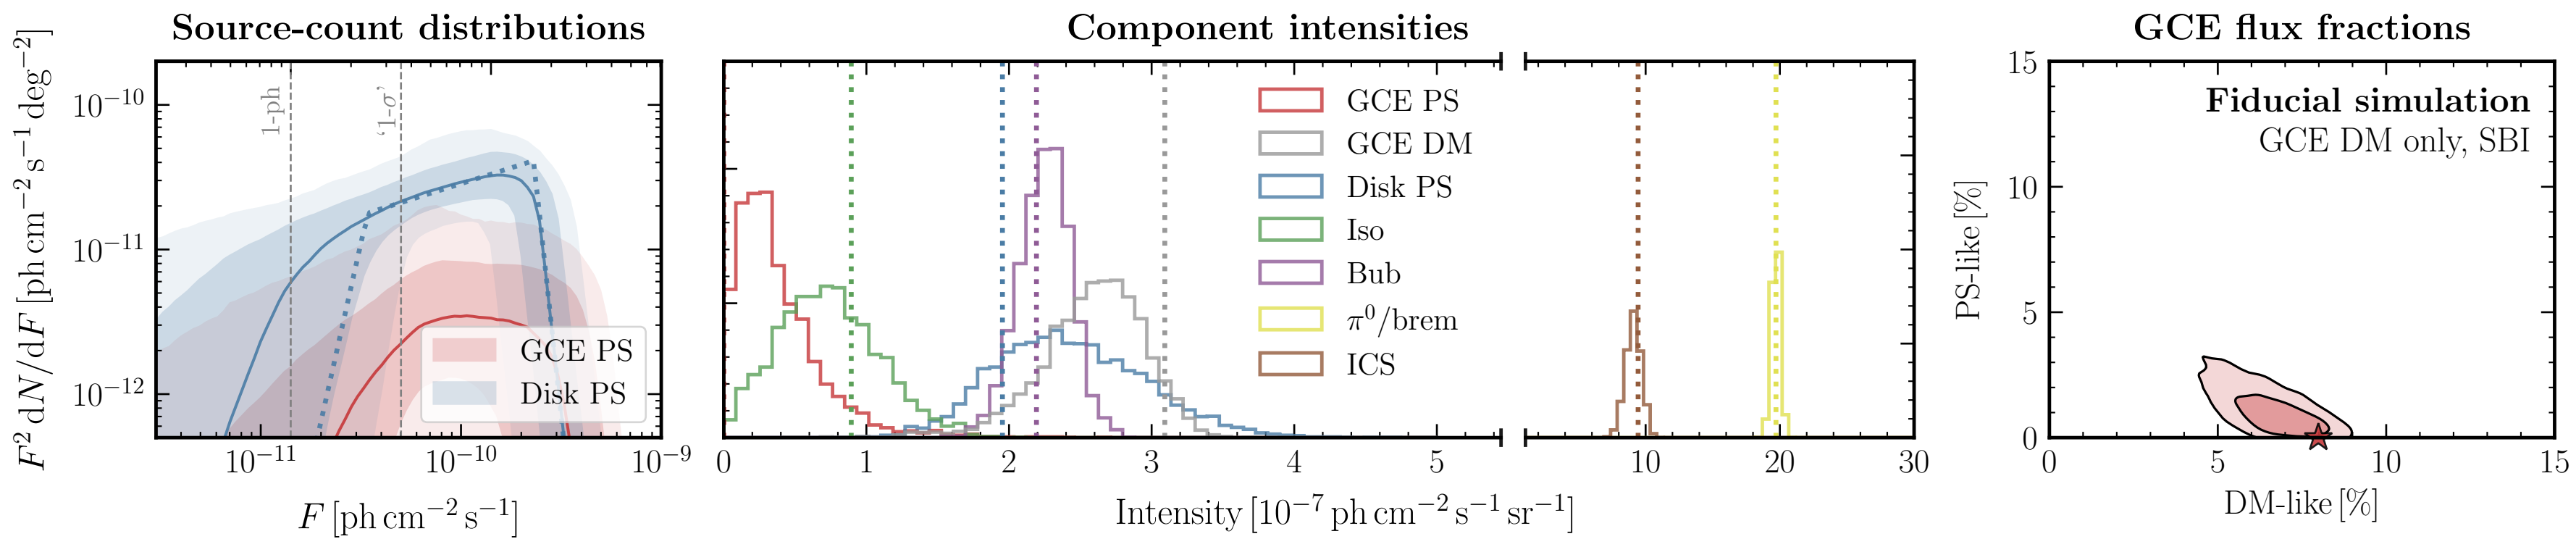 Source-count distributions
F² dN/dF [ph cm⁻² s⁻¹ deg⁻²]
10⁻¹⁰
10⁻¹¹
10⁻¹²
1-ph
‘1-σ’
GCE PS
Disk PS
10⁻¹¹ 10⁻¹⁰ 10⁻⁹
F [ph cm⁻² s⁻¹]
Component intensities
GCE PS
GCE DM
Disk PS
Iso
Bub
π⁰/brem
ICS
0 1 2 3 4 5 10 20 30
Intensity [10⁻⁷ ph cm⁻² s⁻¹ sr⁻¹]
GCE flux fractions
Fiducial simulation
GCE DM only, SBI
PS-like [%]
15
10
5
0
0 5 10 15
DM-like [%]